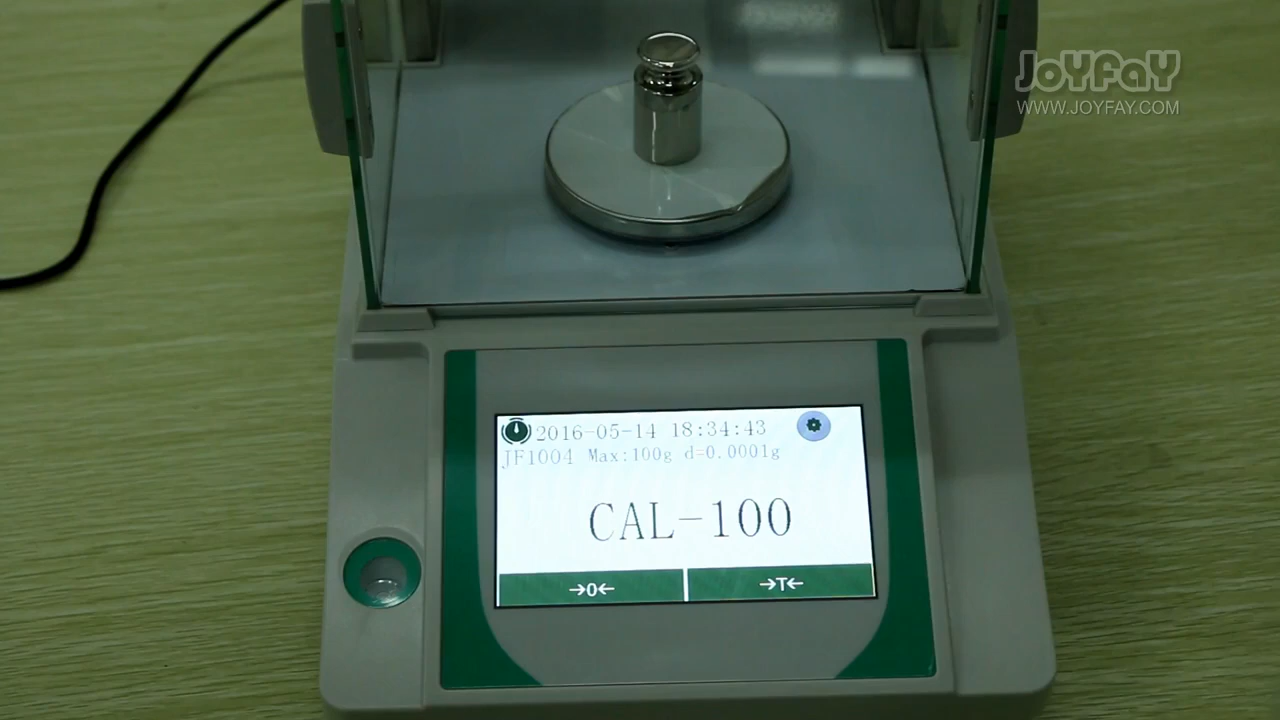 JOYFAY
WWW.JOYFAY.COM
2016-05-14 18:34:43
JF1004 Max:100g d=0.0001g
CAL-100
→0← →T←